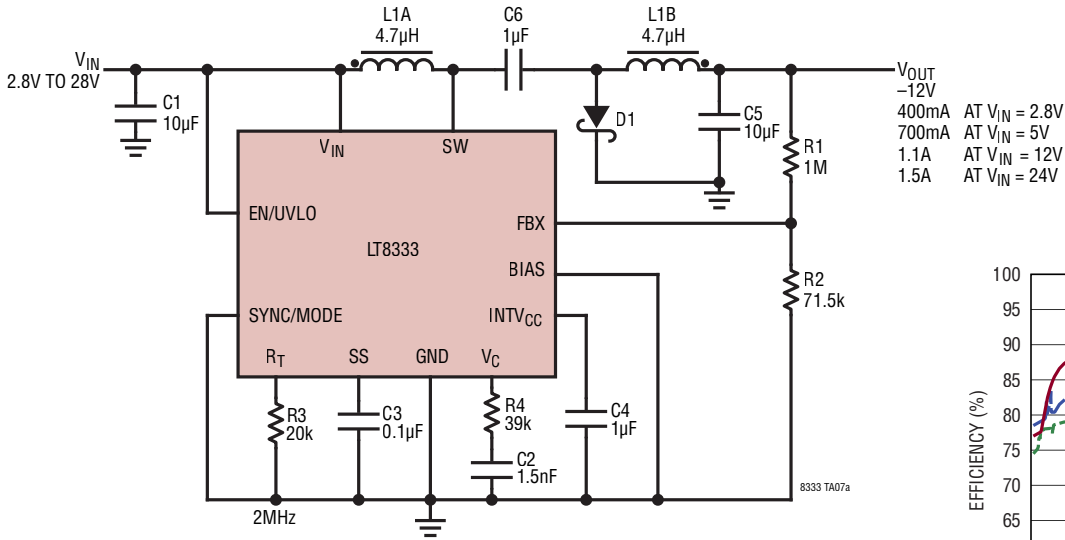 L1A
4.7µH
C6
1µF
L1B
4.7µH
VIN
2.8V TO 28V
VOUT
–12V
400mA AT VIN = 2.8V
700mA AT VIN = 5V
1.1A AT VIN = 12V
1.5A AT VIN = 24V
C1
10µF
D1
C5
10µF
R1
1M
VIN
SW
EN/UVLO
FBX
LT8333
BIAS
R2
71.5k
SYNC/MODE
INTVCC
RT
SS
GND
VC
R3
20k
C3
0.1µF
R4
39k
C4
1µF
C2
1.5nF
2MHz
8333 TA07a
100
95
90
85
80
75
70
65
EFFICIENCY (%)